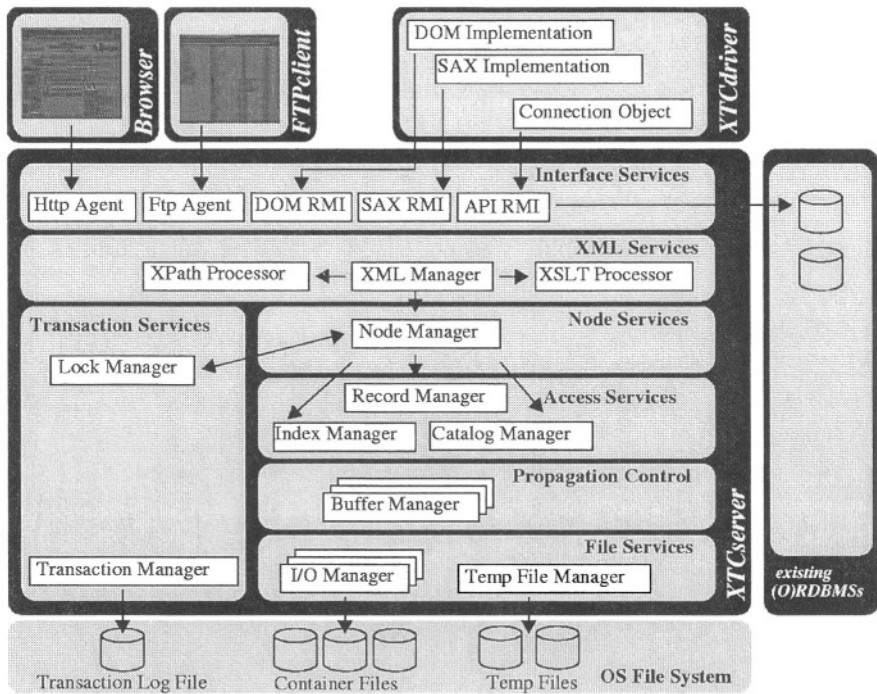 Browser
FTPclient
DOM Implementation
SAX Implementation
Connection Object
XTCdriver
Interface Services
Http Agent
Ftp Agent
DOM RMI
SAX RMI
API RMI
XML Services
XPath Processor
XML Manager
XSLT Processor
Transaction Services
Node Services
Node Manager
Lock Manager
Record Manager
Access Services
Index Manager
Catalog Manager
Propagation Control
Buffer Manager
File Services
Transaction Manager
I/O Manager
Temp File Manager
XTCserver
existing
(O)RDBMSs
Transaction Log File
Container Files
Temp Files
OS File System